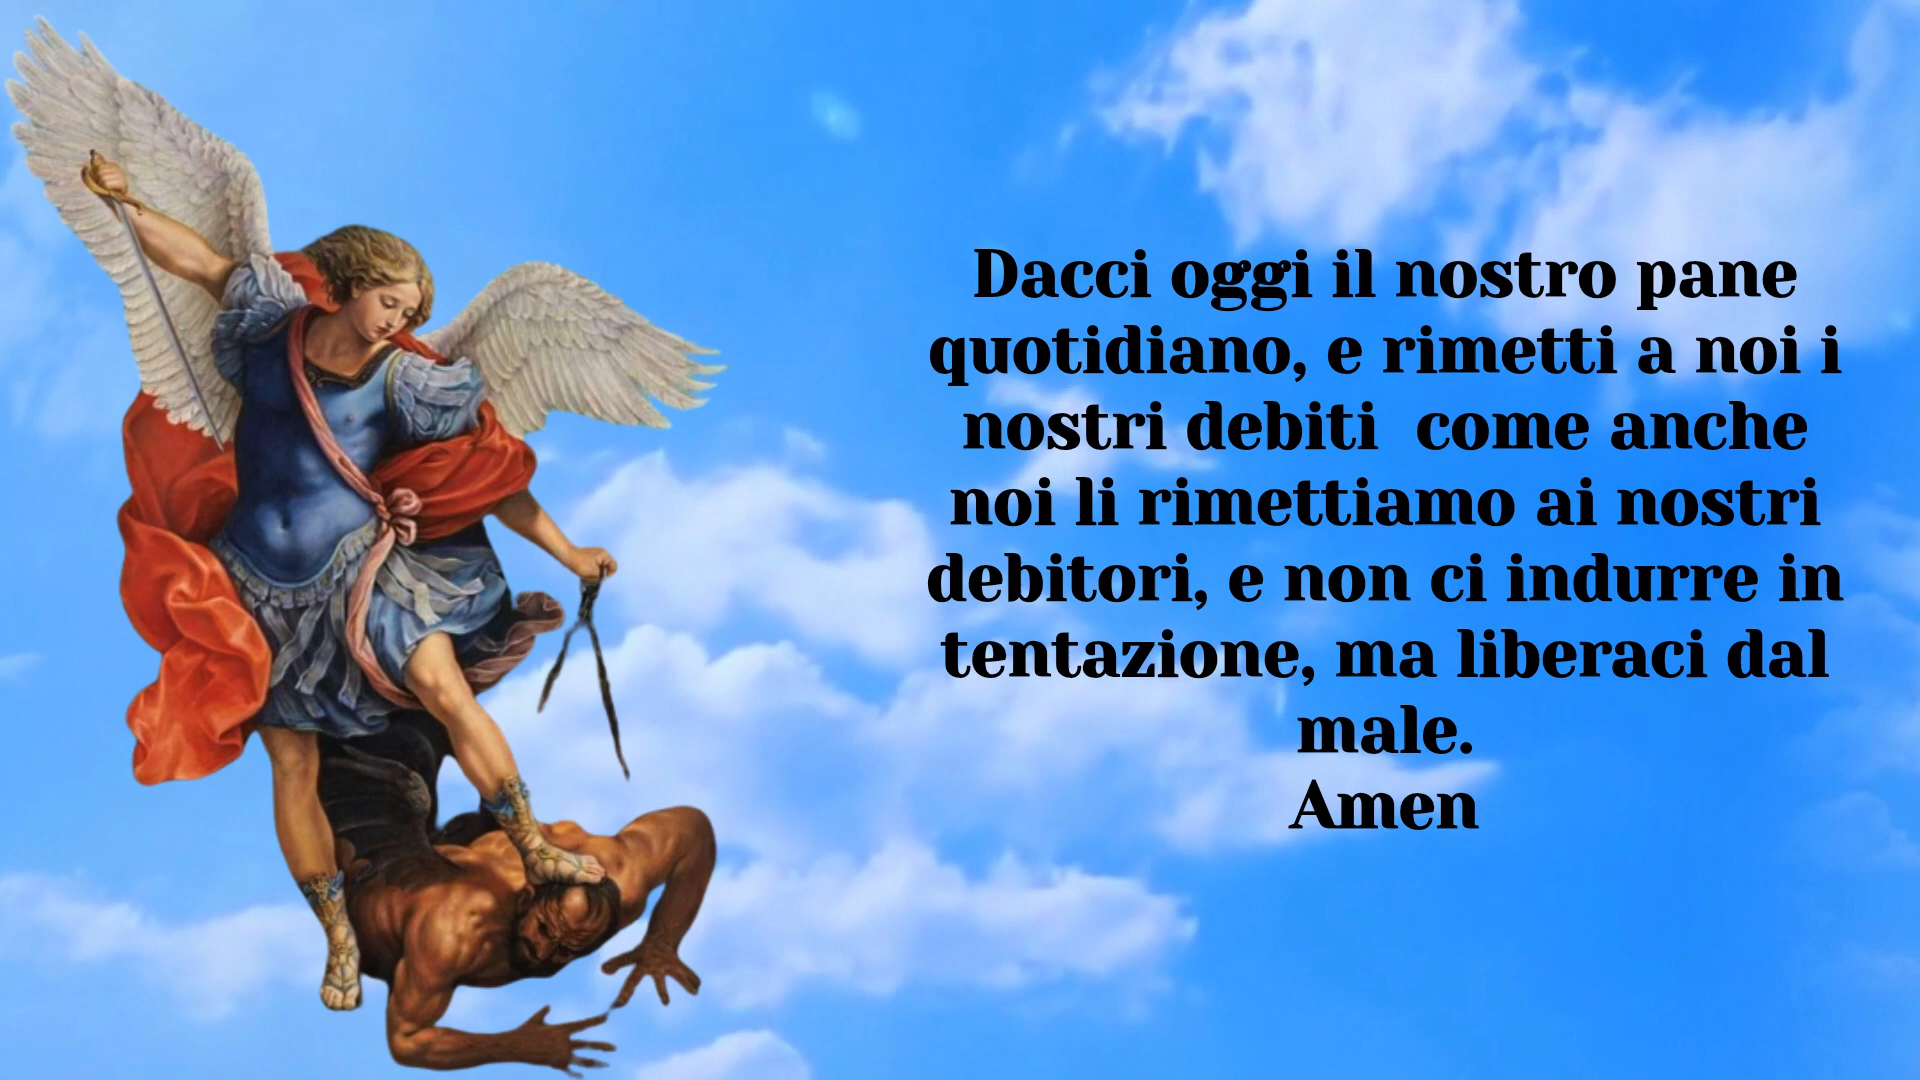 Dacci oggi il nostro pane
quotidiano, e rimetti a noi i
nostri debiti  come anche
noi li rimettiamo ai nostri
debitori, e non ci indurre in
tentazione, ma liberaci dal
male.
Amen